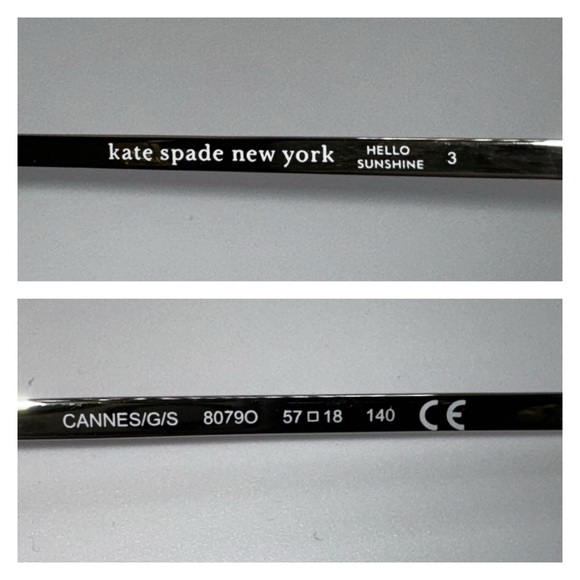 kate spade new york HELLO SUNSHINE 3
CANNES/G/S 8079O 57□18 140 CE